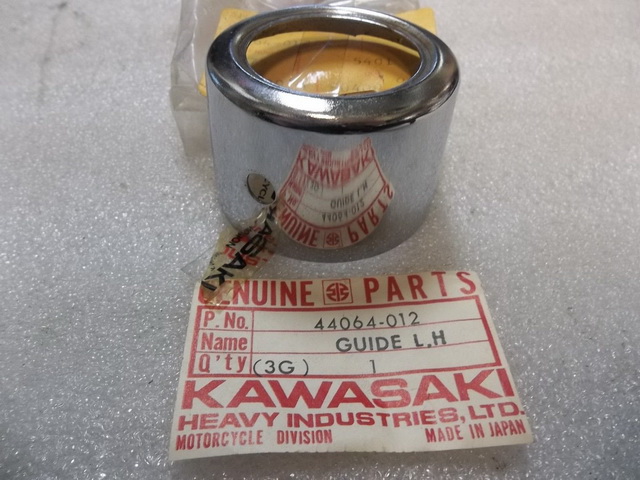 GENUINE PARTS
P. No. 44064-012
Name GUIDE L.H
Q'ty (3G) 1
KAWASAKI
HEAVY INDUSTRIES, LTD.
MOTORCYCLE DIVISION MADE IN JAPAN